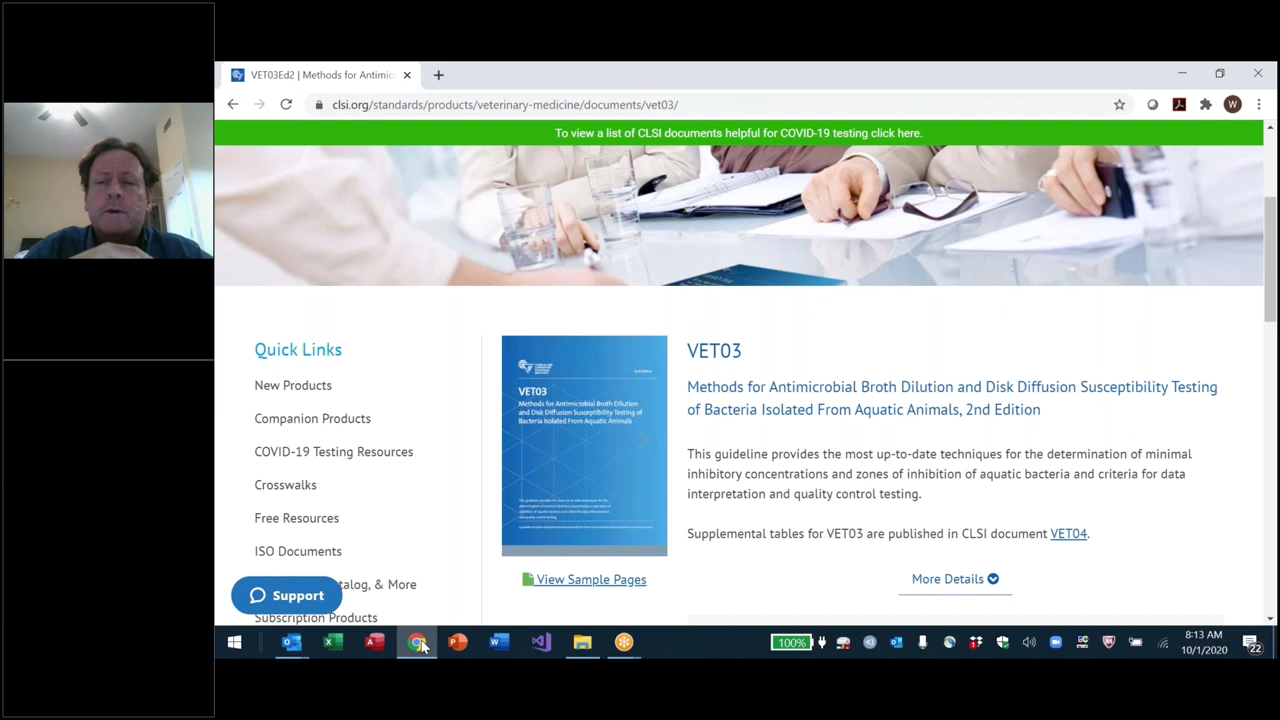 VET03Ed2 | Methods for Antimic
clsi.org/standards/products/veterinary-medicine/documents/vet03/
W
To view a list of CLSI documents helpful for COVID-19 testing click here.
Quick Links
New Products
Companion Products
COVID-19 Testing Resources
Crosswalks
Free Resources
ISO Documents
talog, & More
Support
Subscription Products
2nd Edition
VET03
Methods for Antimicrobial Broth Dilution
and Disk Diffusion Susceptibility Testing of
Bacteria Isolated From Aquatic Animals
View Sample Pages
VET03
Methods for Antimicrobial Broth Dilution and Disk Diffusion Susceptibility Testing
of Bacteria Isolated From Aquatic Animals, 2nd Edition
This guideline provides the most up-to-date techniques for the determination of minimal
inhibitory concentrations and zones of inhibition of aquatic bacteria and criteria for data
interpretation and quality control testing.
Supplemental tables for VET03 are published in CLSI document VET04.
More Details
100%
8:13 AM
10/1/2020
22